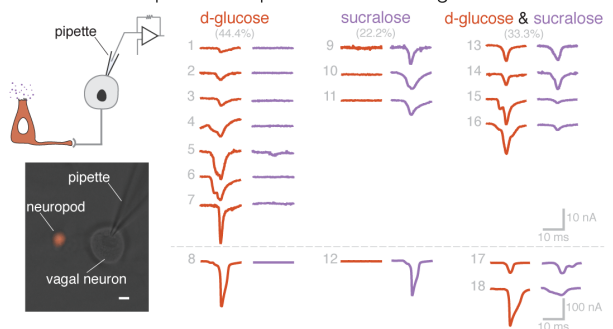 d-glucose
(44.4%)
sucralose
(22.2%)
d-glucose & sucralose
(33.3%)
pipette
1
2
3
4
5
6
7
8
9
10
11
12
13
14
15
16
10 nA
10 ms
17
18
100 nA
10 ms
pipette
neuropod
vagal neuron